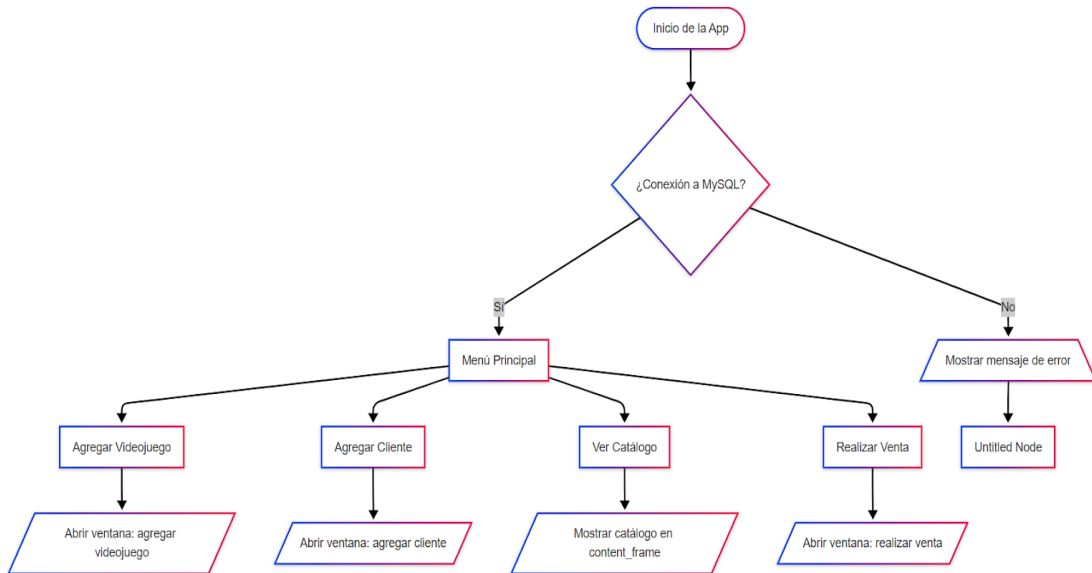 Inicio de la App
¿Conexión a MySQL?
Sí
No
Menú Principal
Mostrar mensaje de error
Agregar Videojuego
Agregar Cliente
Ver Catálogo
Realizar Venta
Untitled Node
Abrir ventana: agregar
videojuego
Abrir ventana: agregar cliente
Mostrar catálogo en
content_frame
Abrir ventana: realizar venta